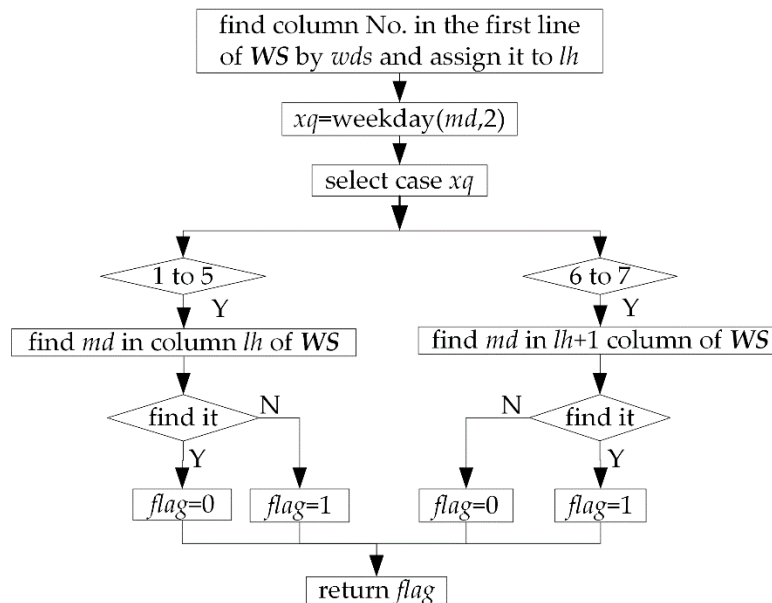 find column No. in the first line
of WS by wds and assign it to lh
xq=weekday(md,2)
select case xq
1 to 5
6 to 7
Y
Y
find md in column lh of WS
find md in lh+1 column of WS
find it
N
N
find it
Y
Y
flag=0
flag=1
flag=0
flag=1
return flag